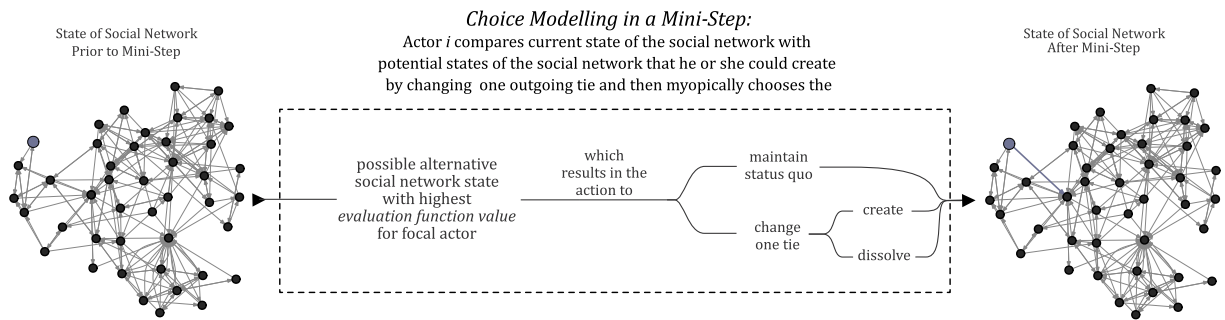 Choice Modelling in a Mini-Step:
State of Social Network
Prior to Mini-Step
Actor i compares current state of the social network with
potential states of the social network that he or she could create
by changing one outgoing tie and then myopically chooses the
State of Social Network
After Mini-Step
possible alternative
social network state
with highest
evaluation function value
for focal actor
which
results in the
action to
maintain
status quo
change
one tie
create
dissolve